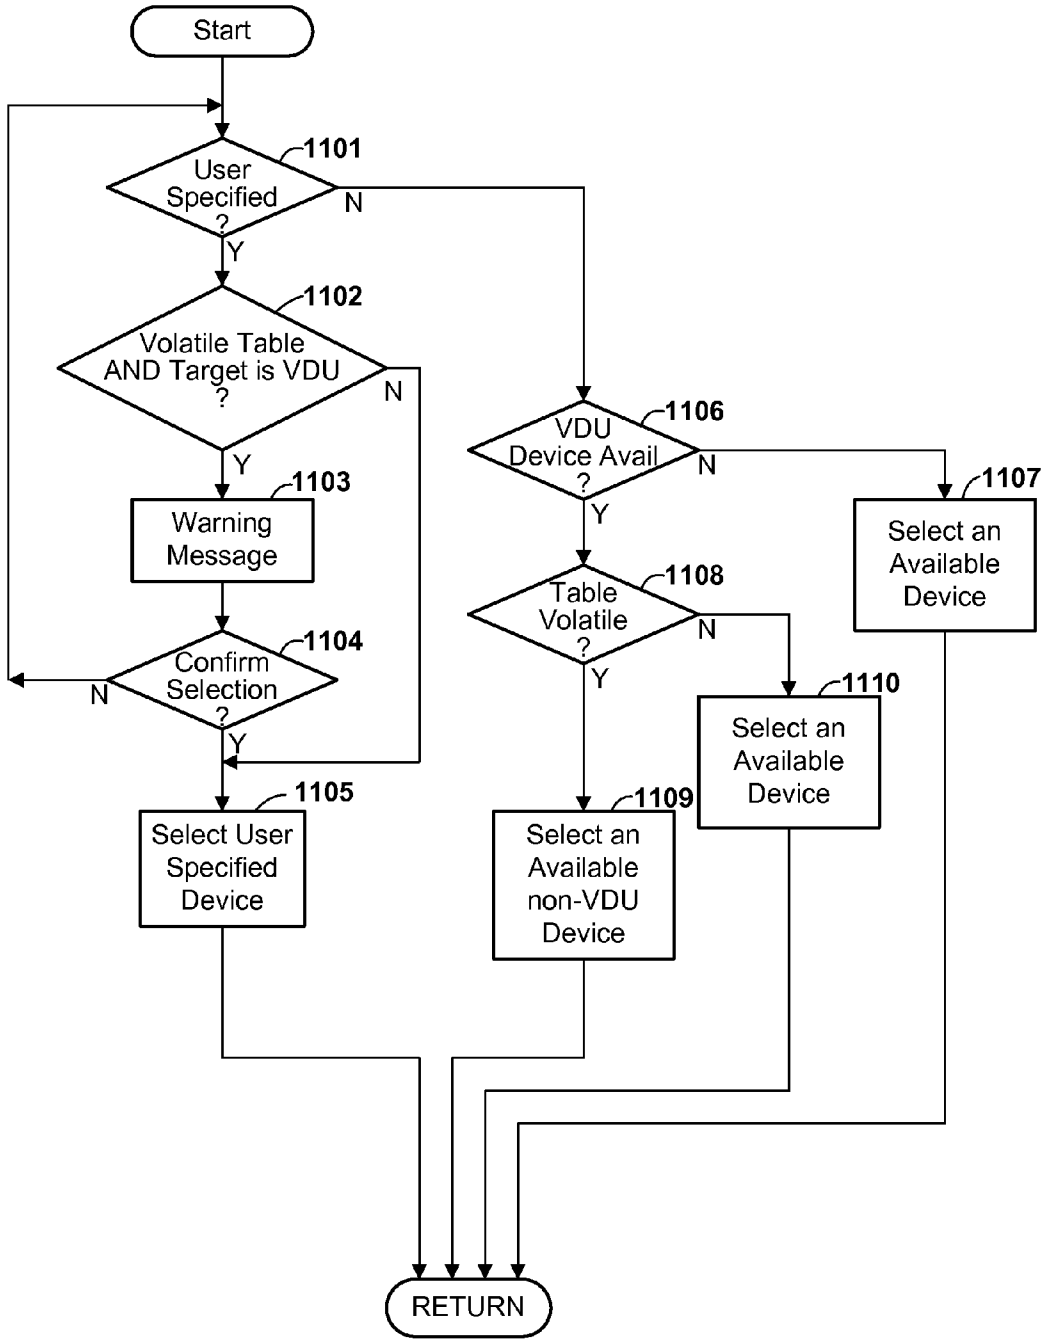 Start
1101
User
Specified
?
N
Y
1102
Volatile Table
AND Target is VDU
?
N
Y
1103
Warning
Message
1104
Confirm
Selection
?
N
Y
1105
Select User
Specified
Device
1106
VDU
Device Avail
?
N
Y
1107
Select an
Available
Device
1108
Table
Volatile
?
N
Y
1109
Select an
Available
non-VDU
Device
1110
Select an
Available
Device
RETURN